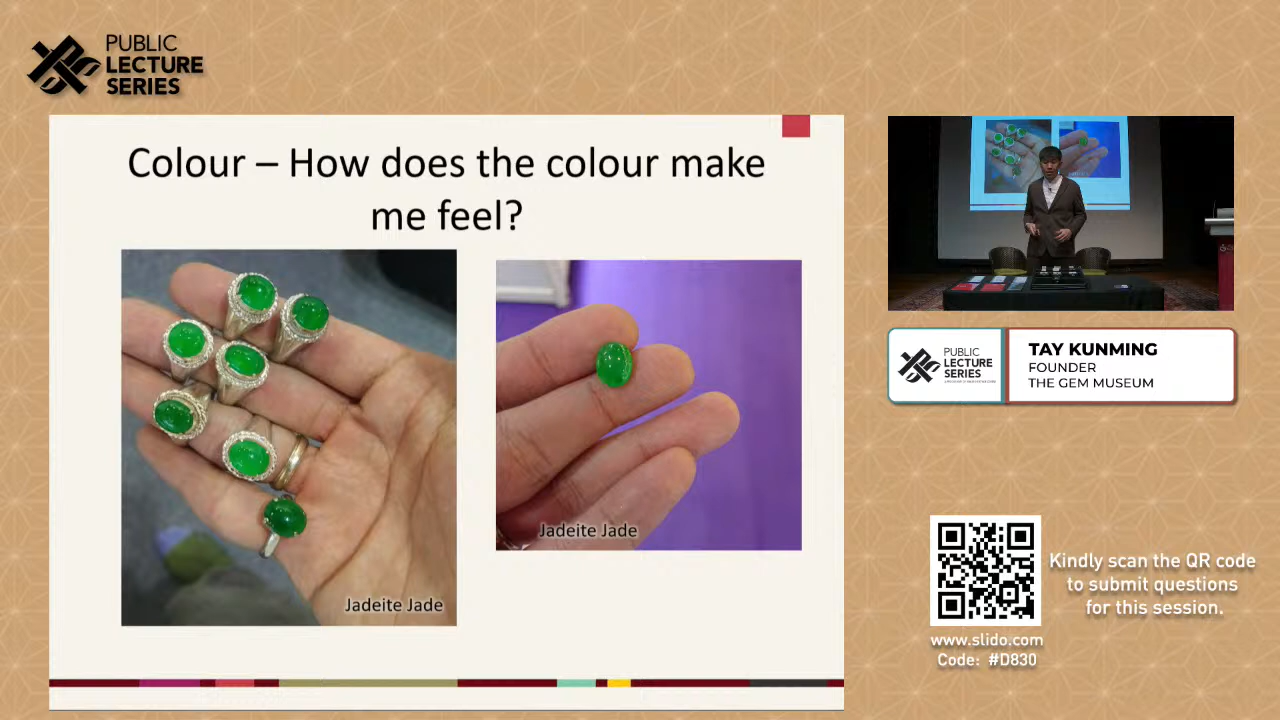 PUBLIC
LECTURE
SERIES
Colour – How does the colour make
me feel?
Jadeite Jade
Jadeite Jade
PUBLIC
LECTURE
SERIES
TAY KUNMING
FOUNDER
THE GEM MUSEUM
Kindly scan the QR code
to submit questions
for this session.
www.slido.com
Code: #D830